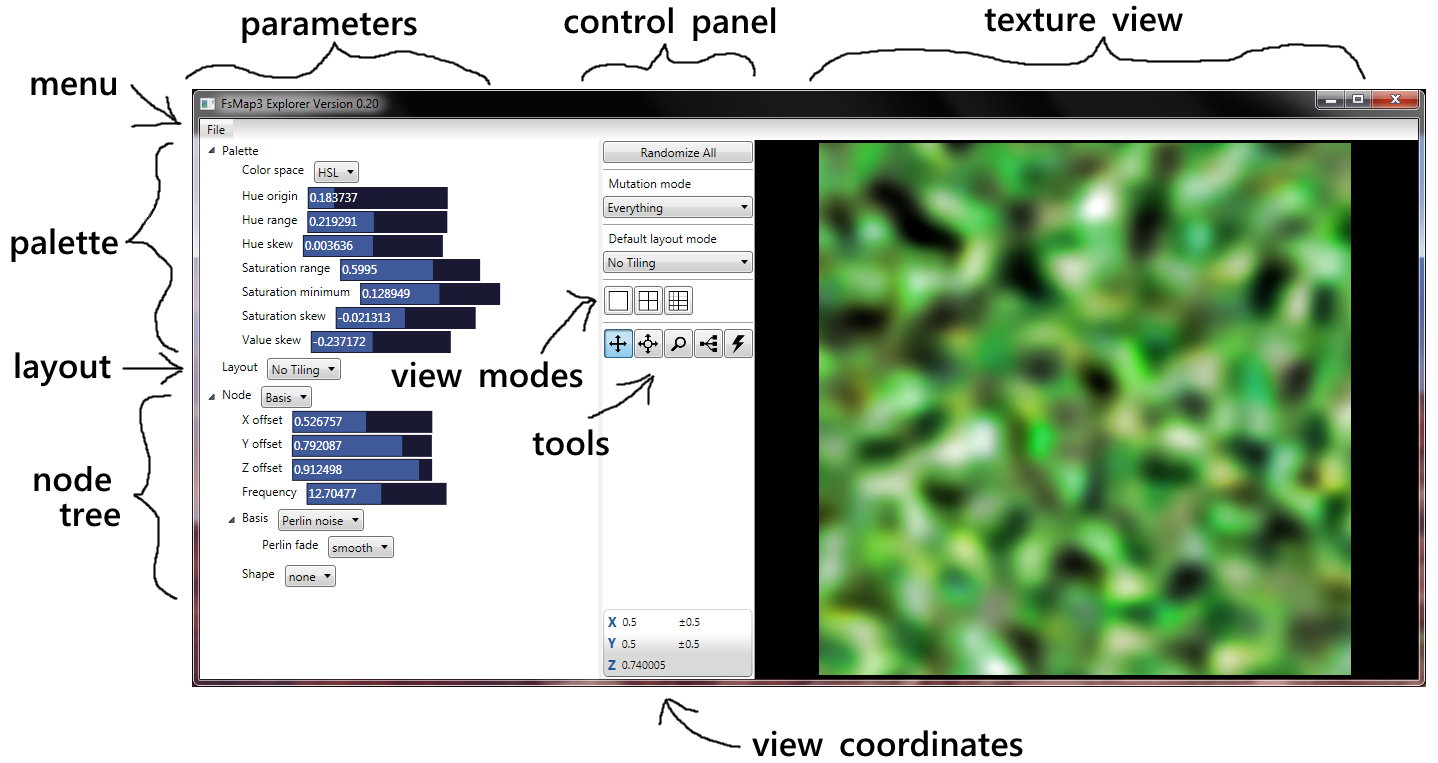 parameters
control panel
texture view
menu
FsMap3 Explorer Version 0.20
File
palette
Palette
Color space HSL
Hue origin 0.183737
Hue range 0.219291
Hue skew 0.003636
Saturation range 0.5995
Saturation minimum 0.128949
Saturation skew -0.021313
Value skew -0.237172
layout
Layout No Tiling
node
tree
Node Basis
X offset 0.526757
Y offset 0.792087
Z offset 0.912498
Frequency 12.70477
Basis Perlin noise
Perlin fade smooth
Shape none
Randomize All
Mutation mode
Everything
Default layout mode
No Tiling
view modes
tools
X 0.5 ±0.5
Y 0.5 ±0.5
Z 0.740005
view coordinates